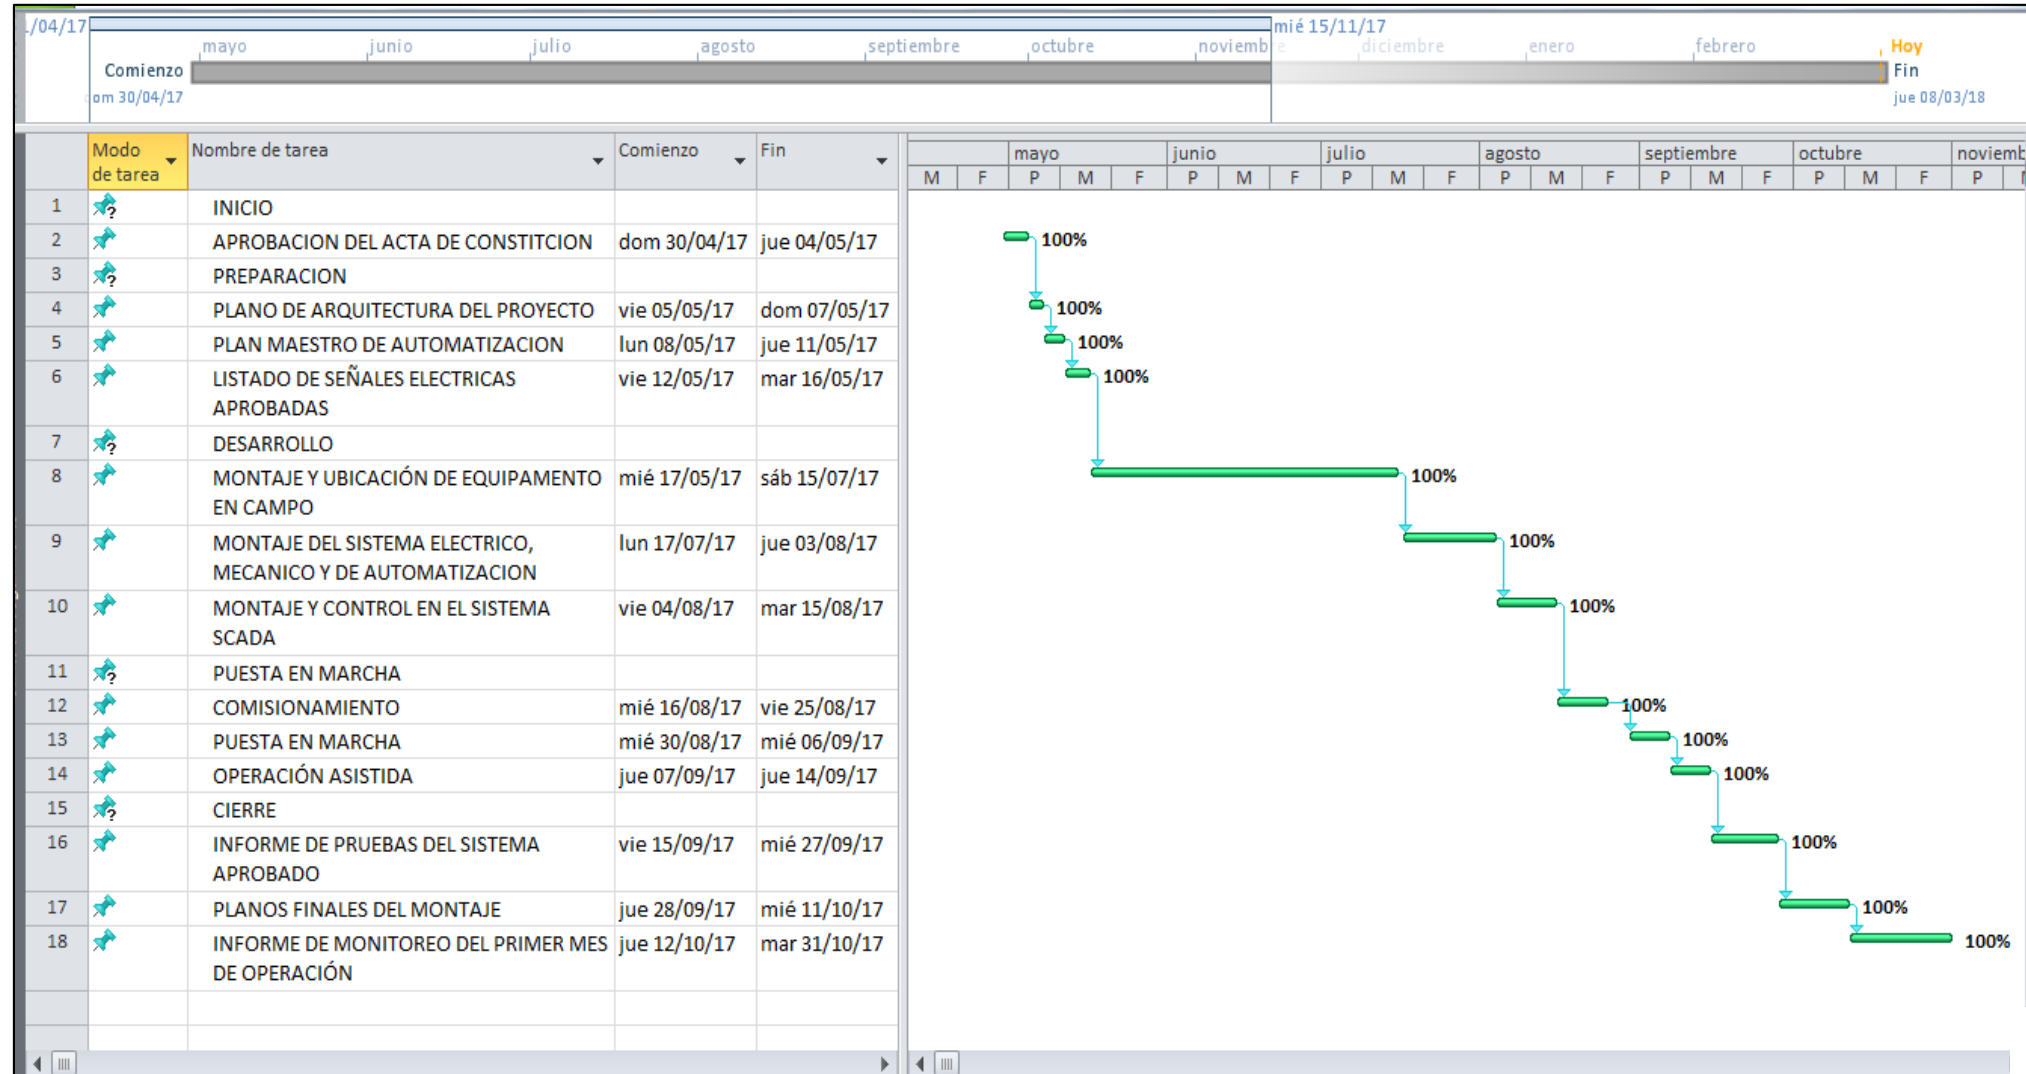 /04/17 mié 15/11/17
mayo junio julio agosto septiembre octubre noviembre diciembre enero febrero Hoy
Comienzo Fin
om 30/04/17 jue 08/03/18
Modo de tarea Nombre de tarea Comienzo Fin
mayo junio julio agosto septiembre octubre noviemb
M F P M F P M F P M F P M F P M F P M F P
1 INICIO
2 APROBACION DEL ACTA DE CONSTITCION dom 30/04/17 jue 04/05/17 100%
3 PREPARACION
4 PLANO DE ARQUITECTURA DEL PROYECTO vie 05/05/17 dom 07/05/17 100%
5 PLAN MAESTRO DE AUTOMATIZACION lun 08/05/17 jue 11/05/17 100%
6 LISTADO DE SEÑALES ELECTRICAS mar vie 12/05/17 mar 16/05/17 100%
APROBADAS
7 DESARROLLO
8 MONTAJE Y UBICACIÓN DE EQUIPAMENTO mié 17/05/17 sáb 15/07/17 100%
EN CAMPO
9 MONTAJE DEL SISTEMA ELECTRICO, lun 17/07/17 jue 03/08/17 100%
MECANICO Y DE AUTOMATIZACION
10 MONTAJE Y CONTROL EN EL SISTEMA vie 04/08/17 mar 15/08/17 100%
SCADA
11 PUESTA EN MARCHA
12 COMISIONAMIENTO mié 16/08/17 vie 25/08/17 100%
13 PUESTA EN MARCHA mié 30/08/17 mié 06/09/17 100%
14 OPERACIÓN ASISTIDA jue 07/09/17 jue 14/09/17 100%
15 CIERRE
16 INFORME DE PRUEBAS DEL SISTEMA vie 15/09/17 mié 27/09/17 100%
APROBADO
17 PLANOS FINALES DEL MONTAJE jue 28/09/17 mié 11/10/17 100%
18 INFORME DE MONITOREO DEL PRIMER MES jue 12/10/17 mar 31/10/17 100%
DE OPERACIÓN